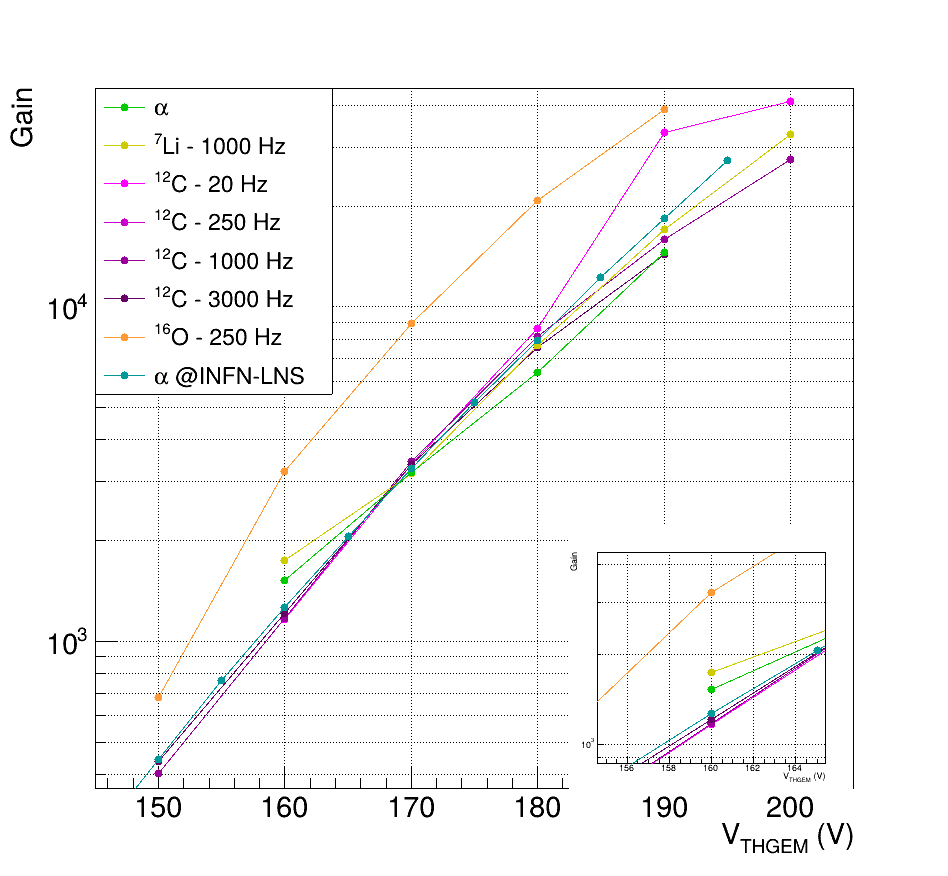 Gain
α
⁷Li - 1000 Hz
¹²C - 20 Hz
¹²C - 250 Hz
¹²C - 1000 Hz
¹²C - 3000 Hz
¹⁶O - 250 Hz
α @INFN-LNS
10⁴
10³
Gain
10³
156 158 160 162 164
V_THGEM (V)
150 160 170 180 190 200
V_THGEM (V)